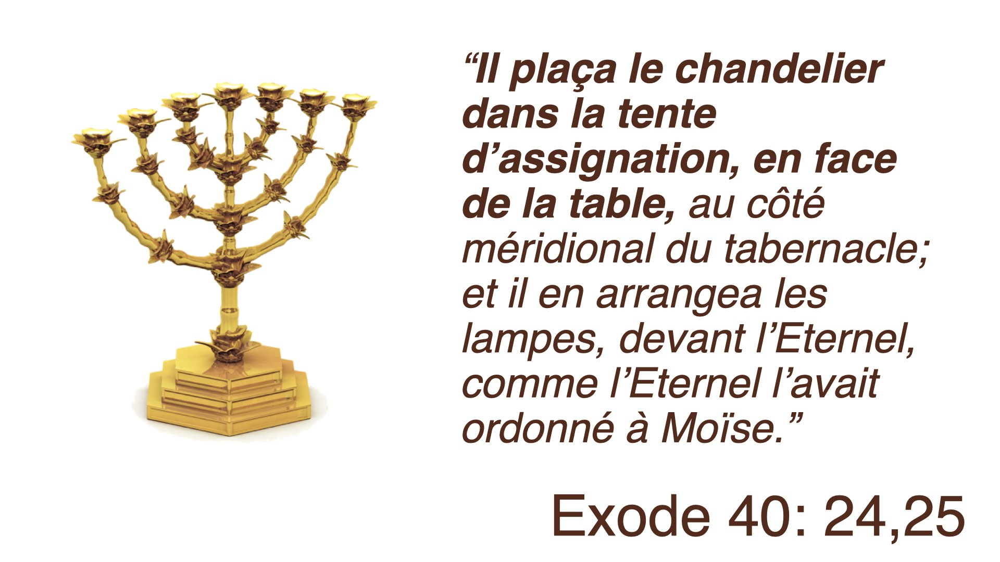 “Il plaça le chandelier
dans la tente
d’assignation, en face
de la table, au côté
méridional du tabernacle;
et il en arrangea les
lampes, devant l’Eternel,
comme l’Eternel l’avait
ordonné à Moïse.”
Exode 40: 24,25